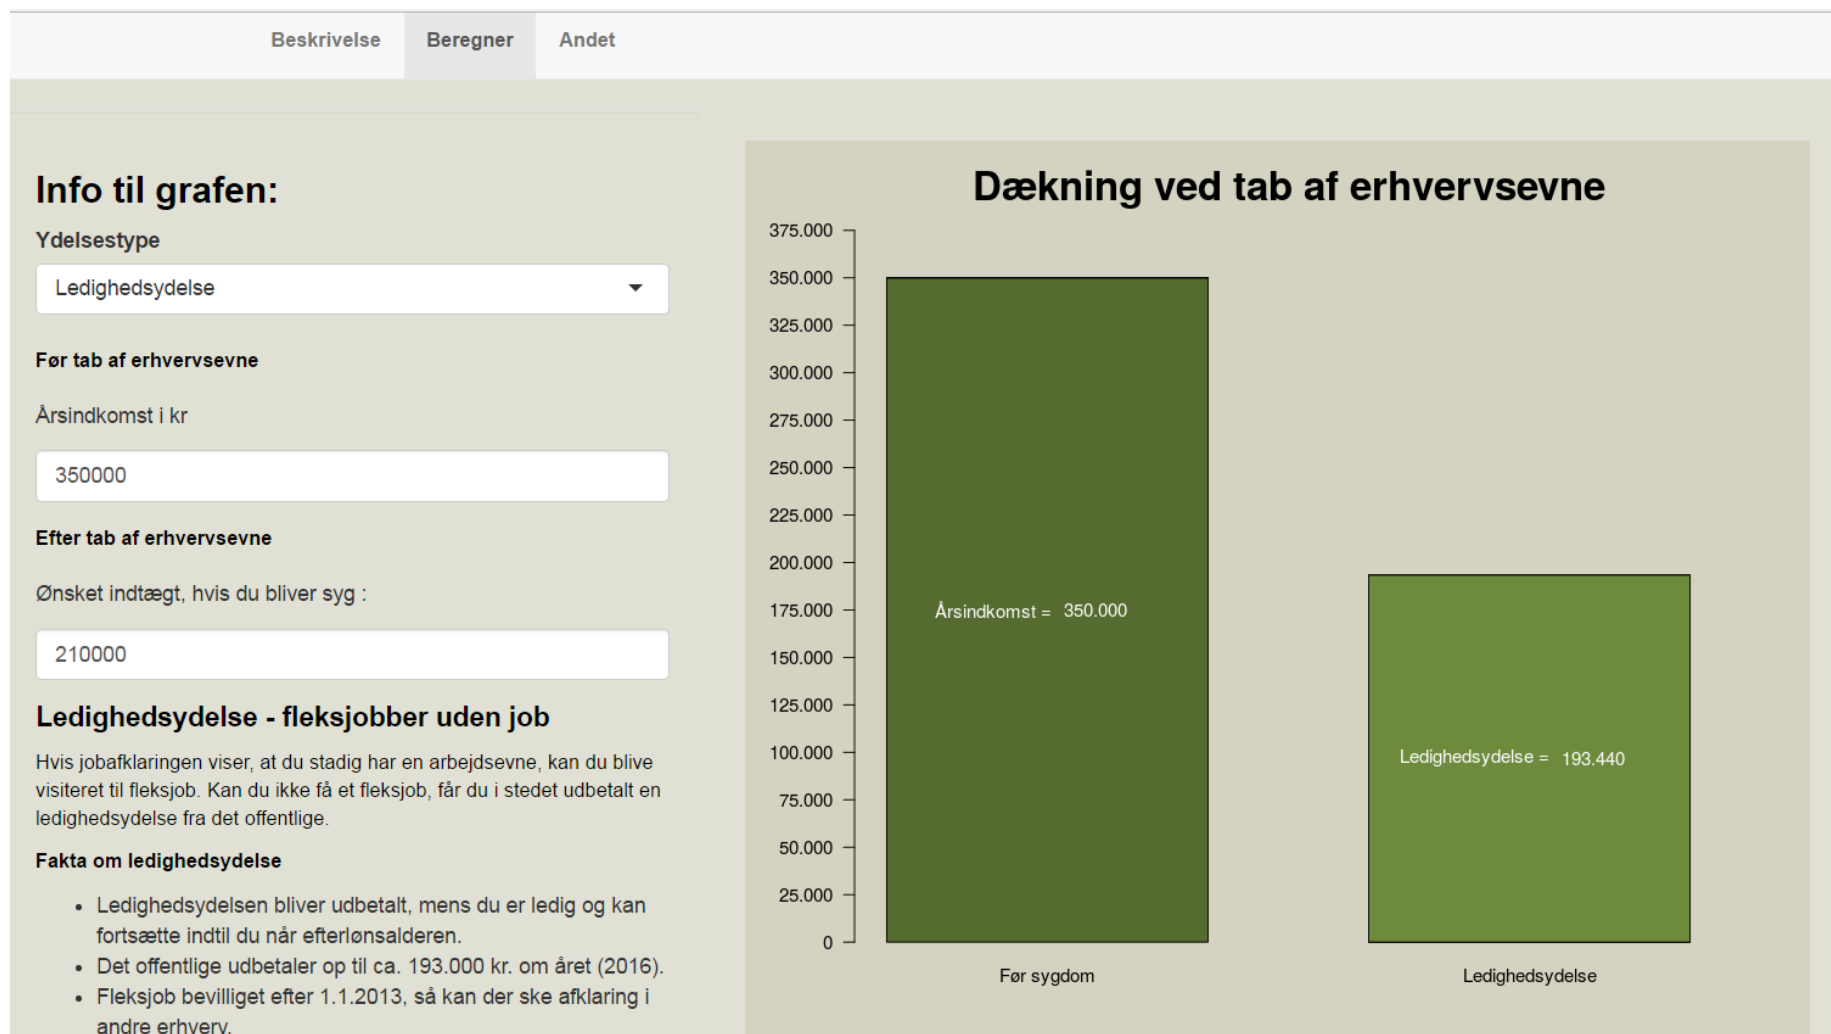 Beskrivelse Beregner Andet
Info til grafen:
Ydelsestype
Ledighedsydelse
Før tab af erhvervsevne
Årsindkomst i kr
350000
Efter tab af erhvervsevne
Ønsket indtægt, hvis du bliver syg :
210000
Ledighedsydelse - fleksjobber uden job
Hvis jobafklaringen viser, at du stadig har en arbejdsevne, kan du blive
visiteret til fleksjob. Kan du ikke få et fleksjob, får du i stedet udbetalt en
ledighedsydelse fra det offentlige.
Fakta om ledighedsydelse
• Ledighedsydelsen bliver udbetalt, mens du er ledig og kan
fortsætte indtil du når efterlønsalderen.
• Det offentlige udbetaler op til ca. 193.000 kr. om året (2016).
• Fleksjob bevilliget efter 1.1.2013, så kan der ske afklaring i
andre erhverv.
Dækning ved tab af erhvervsevne
375.000
350.000
325.000
300.000
275.000
250.000
225.000
200.000
175.000
150.000
125.000
100.000
75.000
50.000
25.000
0
Årsindkomst = 350.000
Ledighedsydelse = 193.440
Før sygdom
Ledighedsydelse